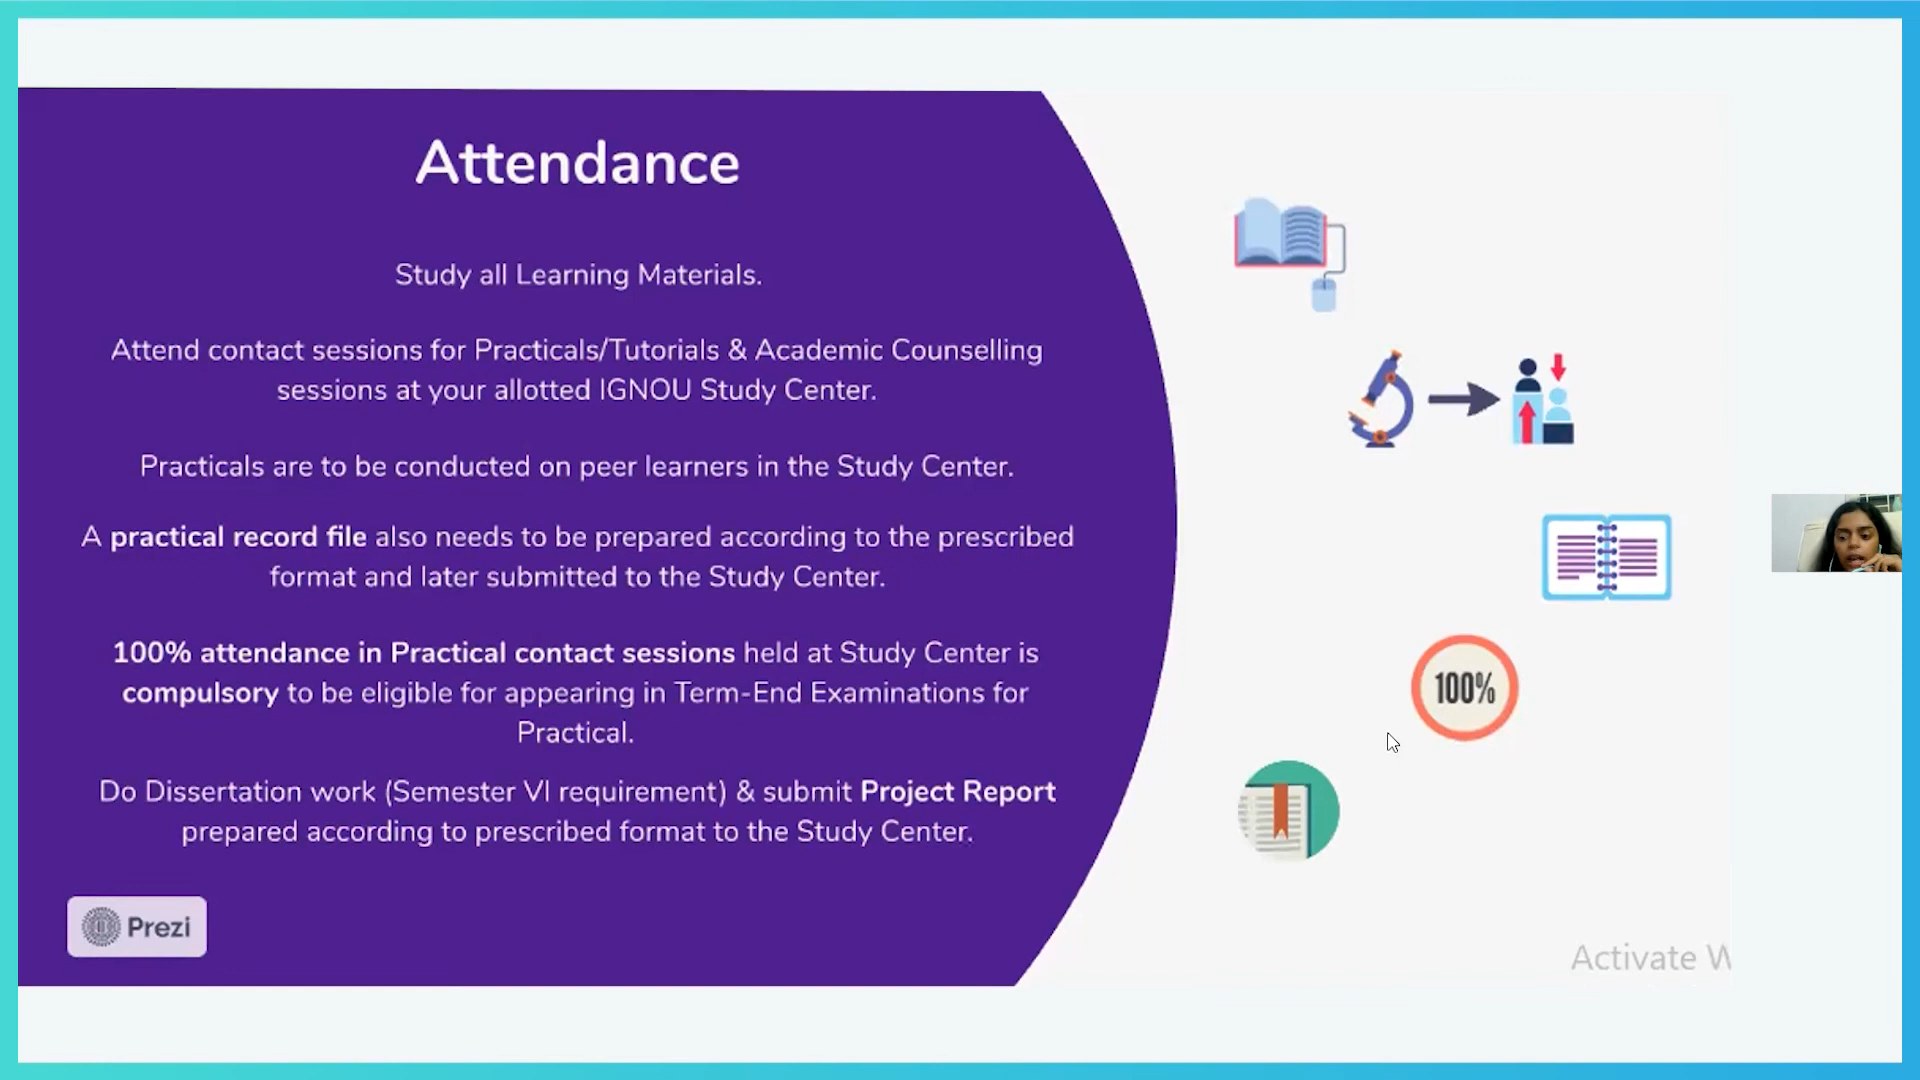 Attendance
Study all Learning Materials.
Attend contact sessions for Practicals/Tutorials & Academic Counselling
sessions at your allotted IGNOU Study Center.
Practicals are to be conducted on peer learners in the Study Center.
A practical record file also needs to be prepared according to the prescribed
format and later submitted to the Study Center.
100% attendance in Practical contact sessions held at Study Center is
compulsory to be eligible for appearing in Term-End Examinations for
Practical.
Do Dissertation work (Semester VI requirement) & submit Project Report
prepared according to prescribed format to the Study Center.
100%
Prezi
Activate W